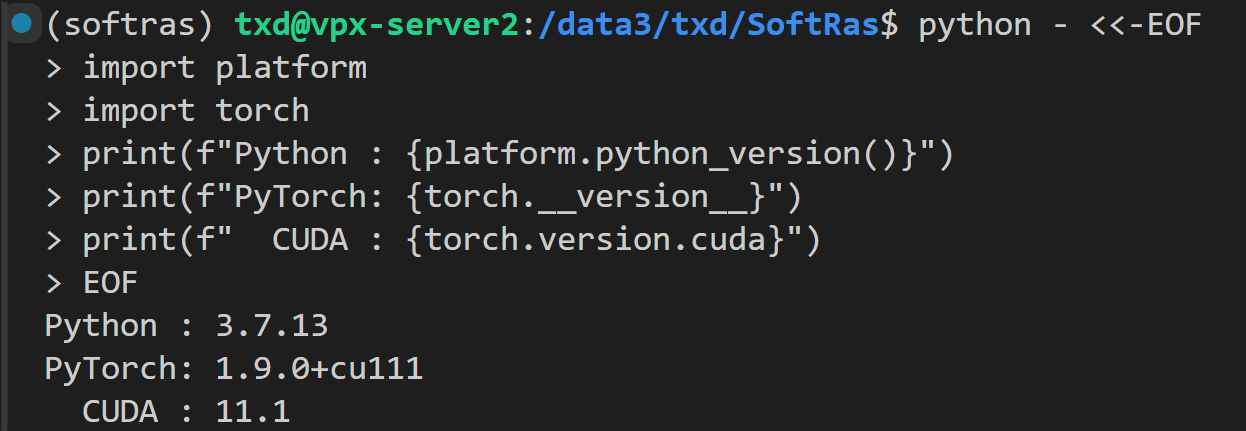 (softras) txd@vpx-server2:/data3/txd/SoftRas$ python - <<-EOF
> import platform
> import torch
> print(f"Python : {platform.python_version()}")
> print(f"PyTorch: {torch.__version__}")
> print(f"  CUDA : {torch.version.cuda}")
> EOF
Python : 3.7.13
PyTorch: 1.9.0+cu111
  CUDA : 11.1